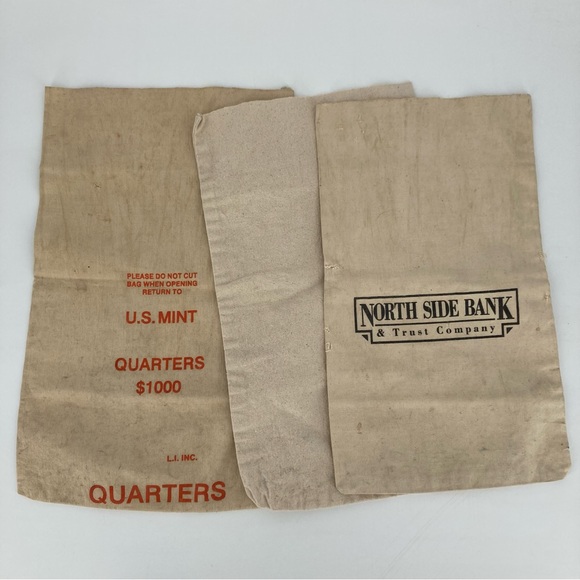 PLEASE DO NOT CUT
BAG WHEN OPENING
RETURN TO
U.S. MINT
QUARTERS
$1000
L.I. INC.
QUARTERS
NORTH SIDE BANK
& Trust Company